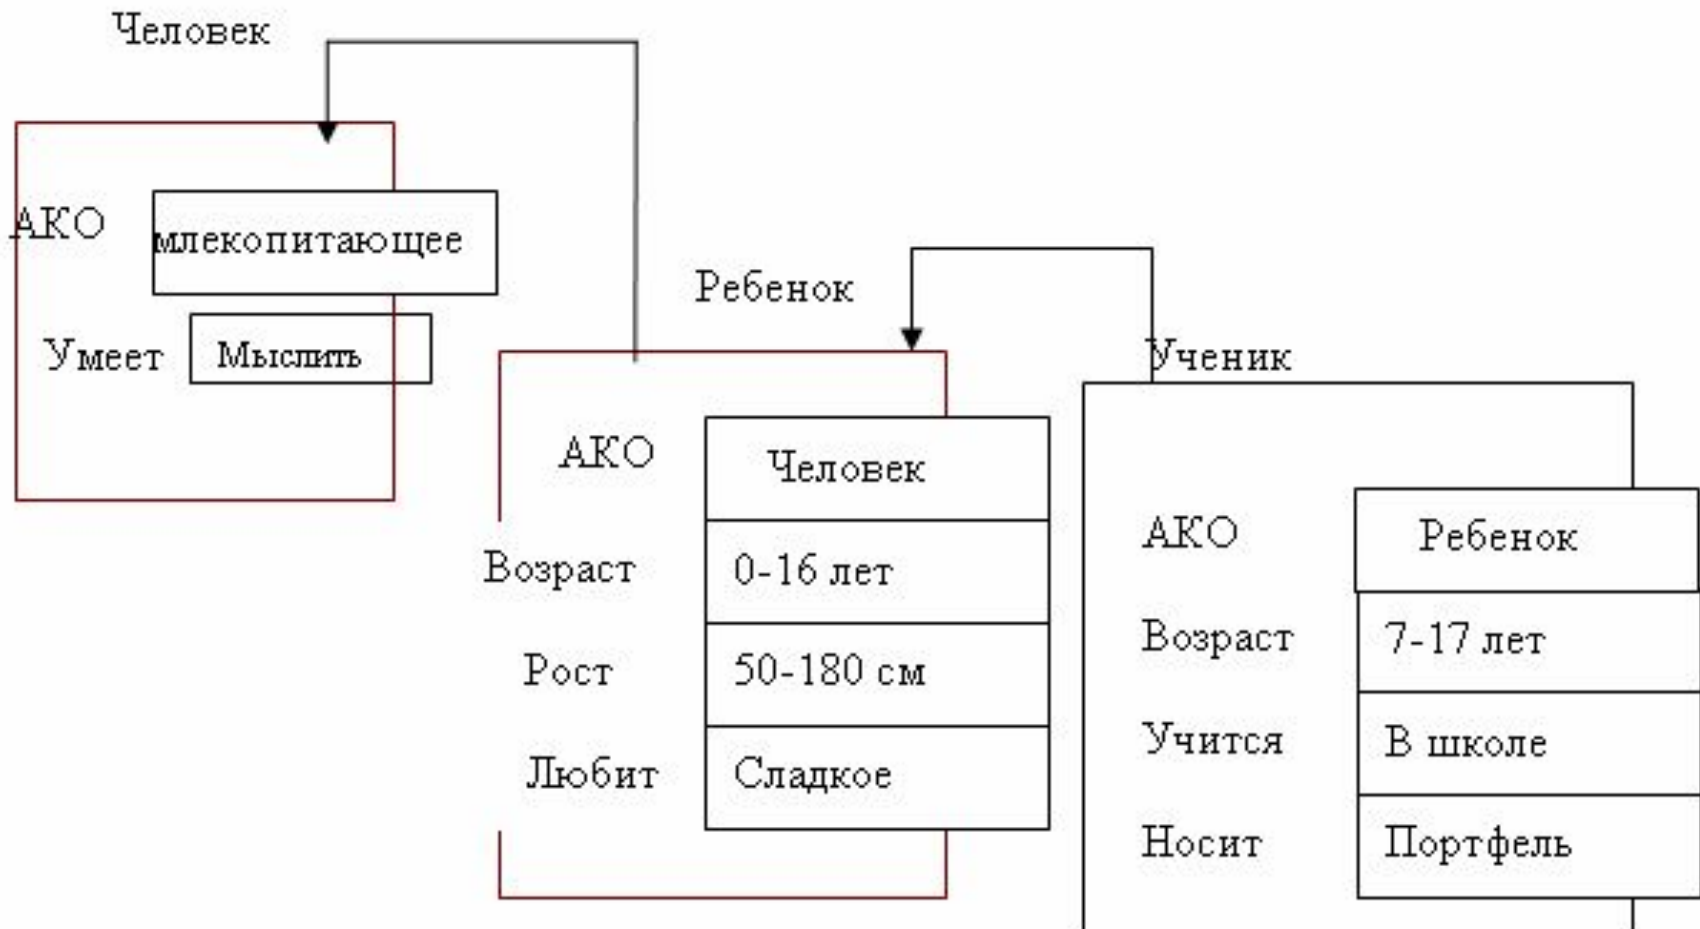 Человек
АКО
млекопитающее
Умеет
Мыслить
Ребенок
АКО
Человек
Возраст
0-16 лет
Рост
50-180 см
Любит
Сладкое
Ученик
АКО
Ребенок
Возраст
7-17 лет
Учится
В школе
Носит
Портфель